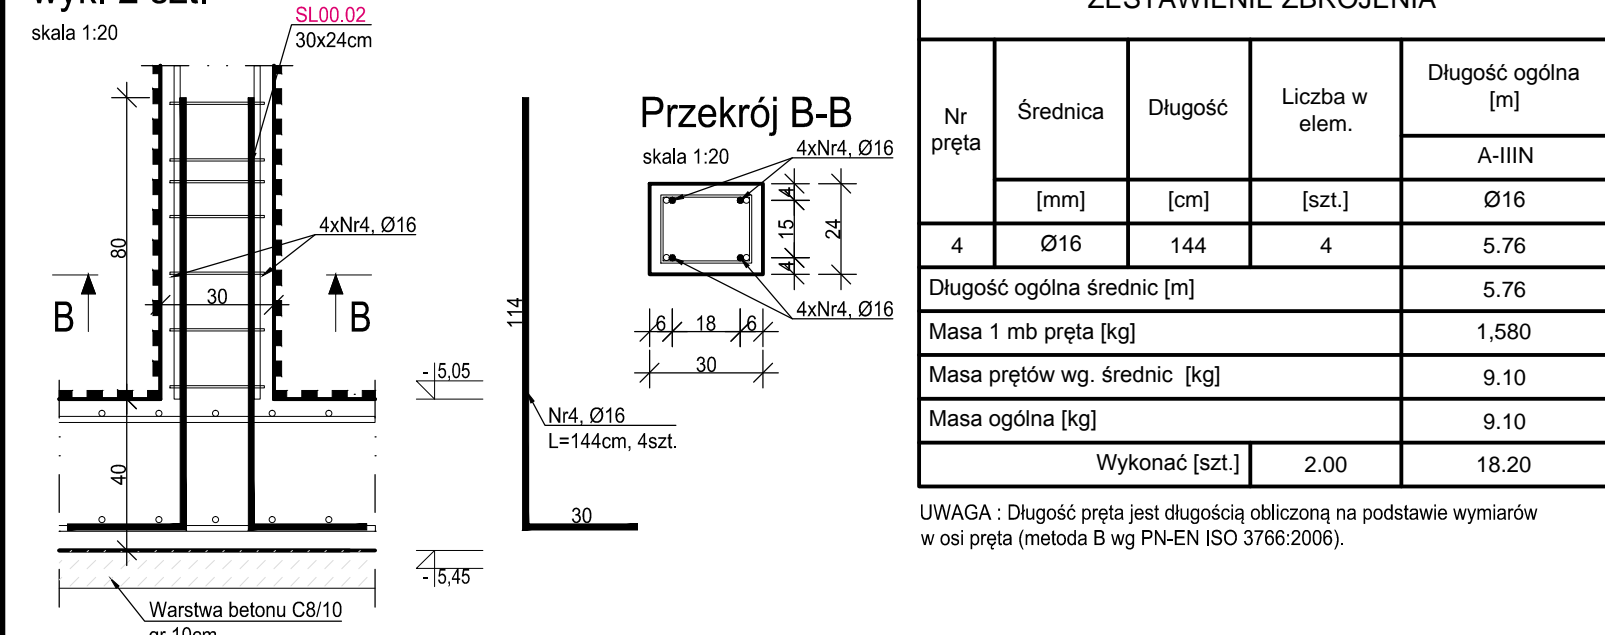 skala 1:20
SL00.02
30x24cm
80
4xNr4, Ø16
30
B
B
40
- 5,05
- 5,45
Warstwa betonu C8/10
gr.10cm
114
Nr4, Ø16
L=144cm, 4szt.
30
Przekrój B-B
skala 1:20
4xNr4, Ø16
4
15
4
24
4xNr4, Ø16
6 18 6
30
ZESTAWIENIE ZBROJENIA
Nr pręta
Średnica
Długość
Liczba w elem.
Długość ogólna [m]
A-IIIN
[mm] [cm] [szt.] Ø16
4 Ø16 144 4 5.76
Długość ogólna średnic [m] 5.76
Masa 1 mb pręta [kg] 1,580
Masa prętów wg. średnic [kg] 9.10
Masa ogólna [kg] 9.10
Wykonać [szt.] 2.00 18.20
UWAGA : Długość pręta jest długością obliczoną na podstawie wymiarów
w osi pręta (metoda B wg PN-EN ISO 3766:2006).